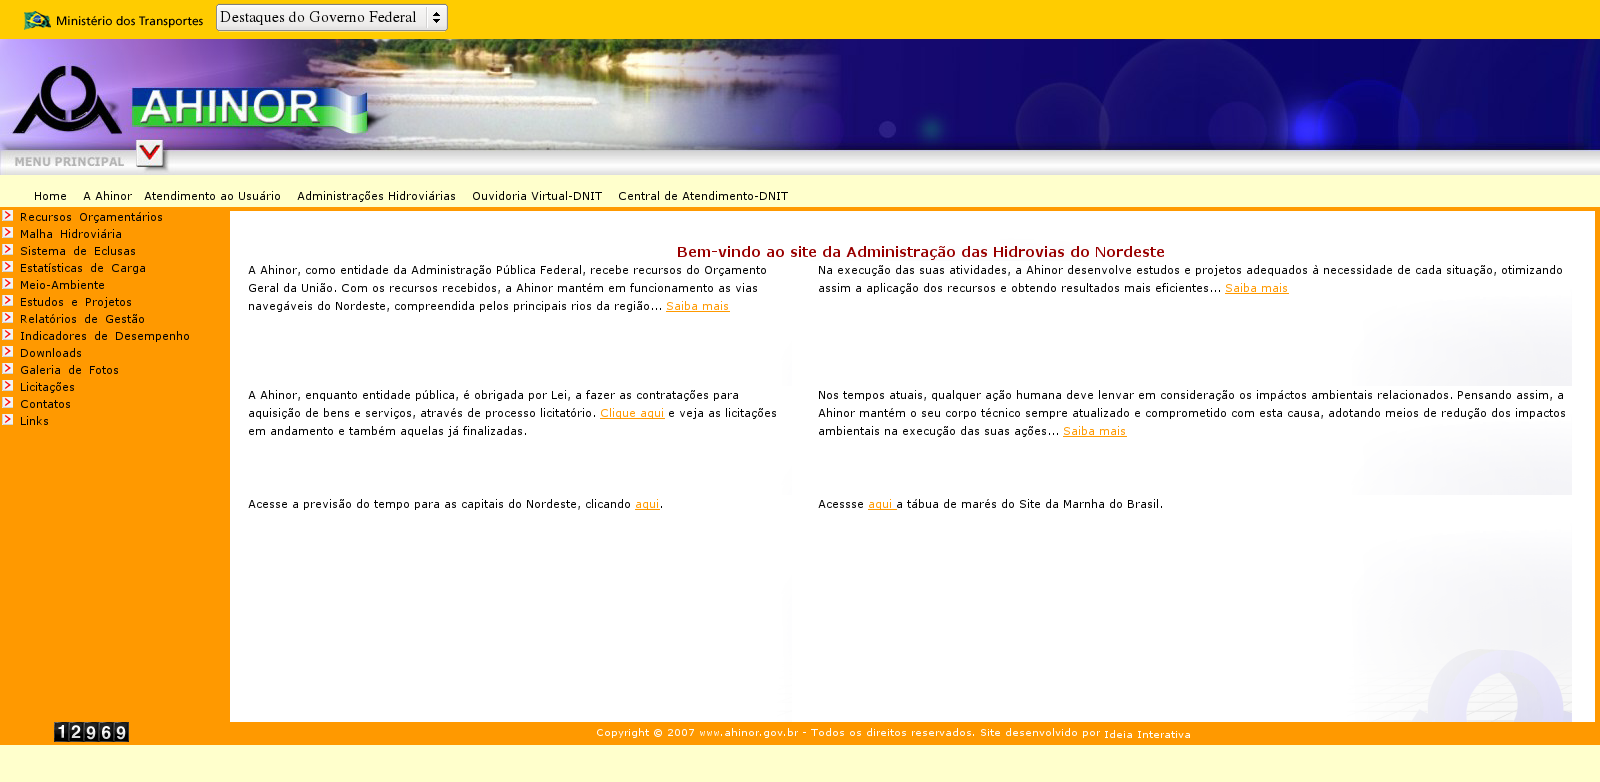 Ministério dos Transportes
Destaques do Governo Federal
AHINOR
MENU PRINCIPAL
Home A Ahinor Atendimento ao Usuário Administrações Hidroviárias Ouvidoria Virtual-DNIT Central de Atendimento-DNIT
Recursos Orçamentários
Malha Hidroviária
Sistema de Eclusas
Estatísticas de Carga
Meio-Ambiente
Estudos e Projetos
Relatórios de Gestão
Indicadores de Desempenho
Downloads
Galeria de Fotos
Licitações
Contatos
Links
Bem-vindo ao site da Administração das Hidrovias do Nordeste
A Ahinor, como entidade da Administração Pública Federal, recebe recursos do Orçamento
Geral da União. Com os recursos recebidos, a Ahinor mantém em funcionamento as vias
navegáveis do Nordeste, compreendida pelos principais rios da região... Saiba mais
Na execução das suas atividades, a Ahinor desenvolve estudos e projetos adequados à necessidade de cada situação, otimizando
assim a aplicação dos recursos e obtendo resultados mais eficientes... Saiba mais
A Ahinor, enquanto entidade pública, é obrigada por Lei, a fazer as contratações para
aquisição de bens e serviços, através de processo licitatório. Clique aqui e veja as licitações
em andamento e também aquelas já finalizadas.
Nos tempos atuais, qualquer ação humana deve lenvar em consideração os impáctos ambientais relacionados. Pensando assim, a
Ahinor mantém o seu corpo técnico sempre atualizado e comprometido com esta causa, adotando meios de redução dos impactos
ambientais na execução das suas ações... Saiba mais
Acesse a previsão do tempo para as capitais do Nordeste, clicando aqui.
Acessse aqui a tábua de marés do Site da Marnha do Brasil.
12969
Copyright © 2007 www.ahinor.gov.br - Todos os direitos reservados. Site desenvolvido por Ideia Interativa